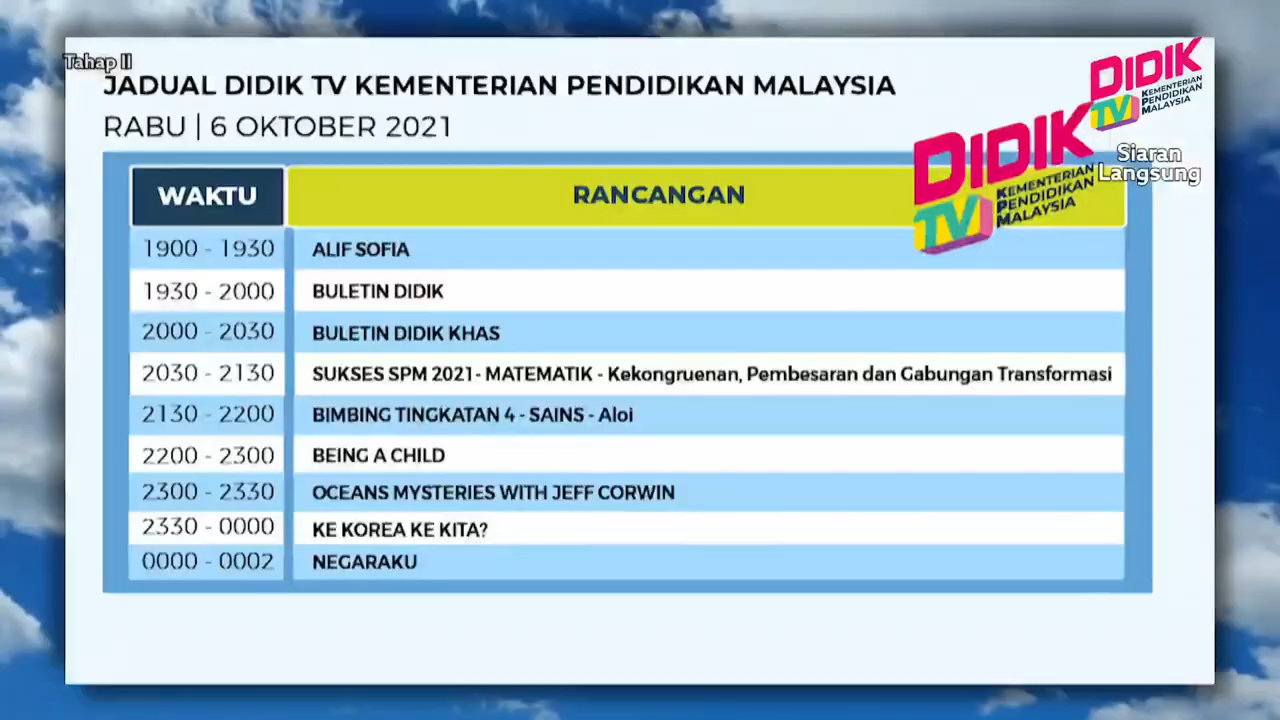 Tahap II
JADUAL DIDIK TV KEMENTERIAN PENDIDIKAN MALAYSIA
RABU | 6 OKTOBER 2021
DIDIK
TV KEMENTERIAN
PENDIDIKAN
MALAYSIA
Siaran
Langsung
DIDIK
TV KEMENTERIAN
PENDIDIKAN
MALAYSIA
WAKTU RANCANGAN
1900 - 1930 ALIF SOFIA
1930 - 2000 BULETIN DIDIK
2000 - 2030 BULETIN DIDIK KHAS
2030 - 2130 SUKSES SPM 2021- MATEMATIK - Kekongruenan, Pembesaran dan Gabungan Transformasi
2130 - 2200 BIMBING TINGKATAN 4 - SAINS - Aloi
2200 - 2300 BEING A CHILD
2300 - 2330 OCEANS MYSTERIES WITH JEFF CORWIN
2330 - 0000 KE KOREA KE KITA?
0000 - 0002 NEGARAKU